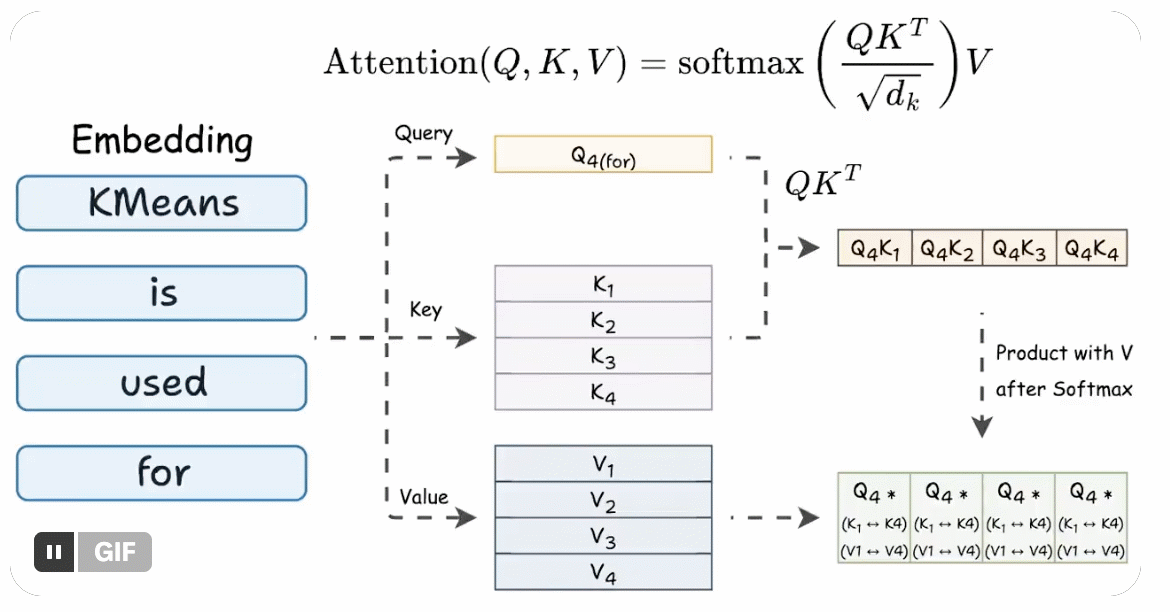 Attention(Q, K, V) = softmax(QK^T / √d_k)V
Embedding
KMeans
is
used
for
Query
Key
Value
Q₄(for)
K₁
K₂
K₃
K₄
V₁
V₂
V₃
V₄
QK^T
Q₄K₁ Q₄K₂ Q₄K₃ Q₄K₄
Product with V
after Softmax
Q₄ * Q₄ * Q₄ * Q₄ *
(K₁ ↔ K4) (K₁ ↔ K4) (K₁ ↔ K4) (K₁ ↔ K4)
(V1 ↔ V4) (V1 ↔ V4) (V1 ↔ V4) (V1 ↔ V4)
GIF